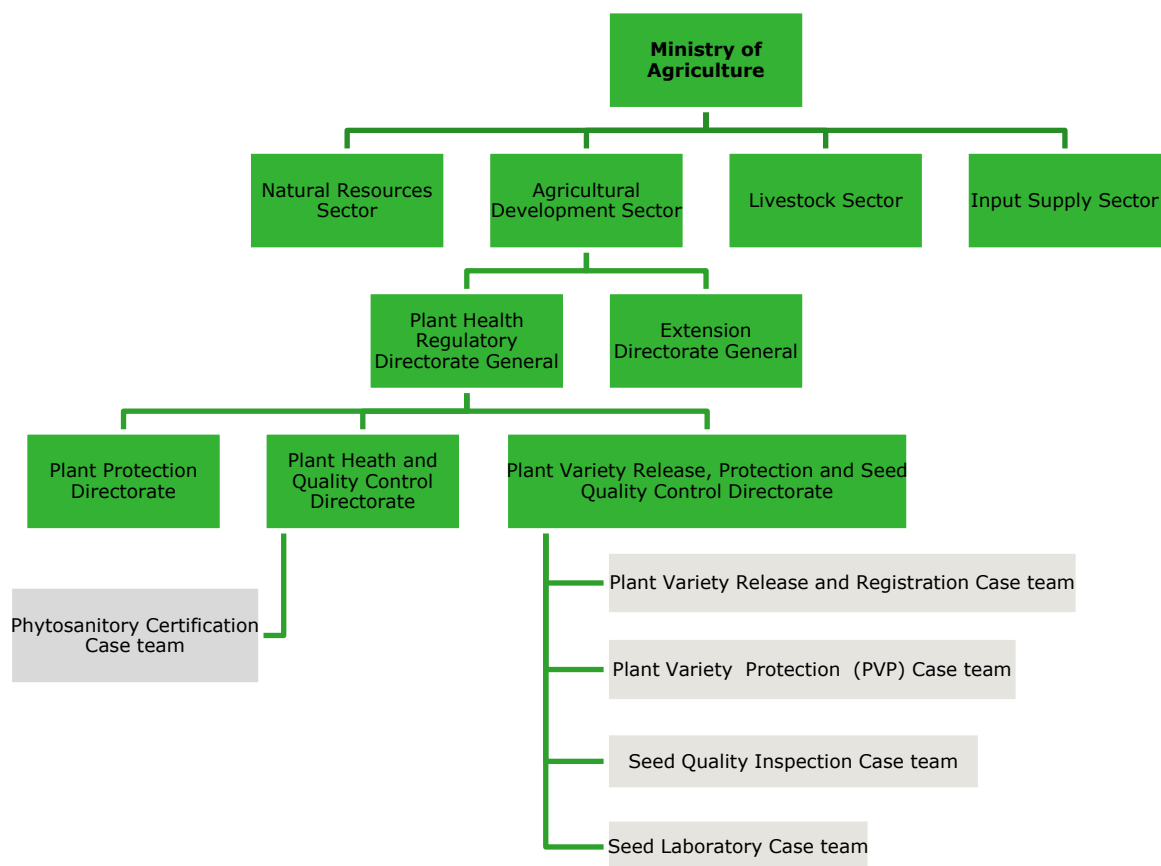 Ministry of
Agriculture
Natural Resources
Sector
Agricultural
Development Sector
Livestock Sector
Input Supply Sector
Plant Health
Regulatory
Directorate General
Extension
Directorate General
Plant Protection
Directorate
Plant Heath and
Quality Control
Directorate
Plant Variety Release, Protection and Seed
Quality Control Directorate
Phytosanitory Certification
Case team
Plant Variety Release and Registration Case team
Plant Variety  Protection  (PVP) Case team
Seed Quality Inspection Case team
Seed Laboratory Case team